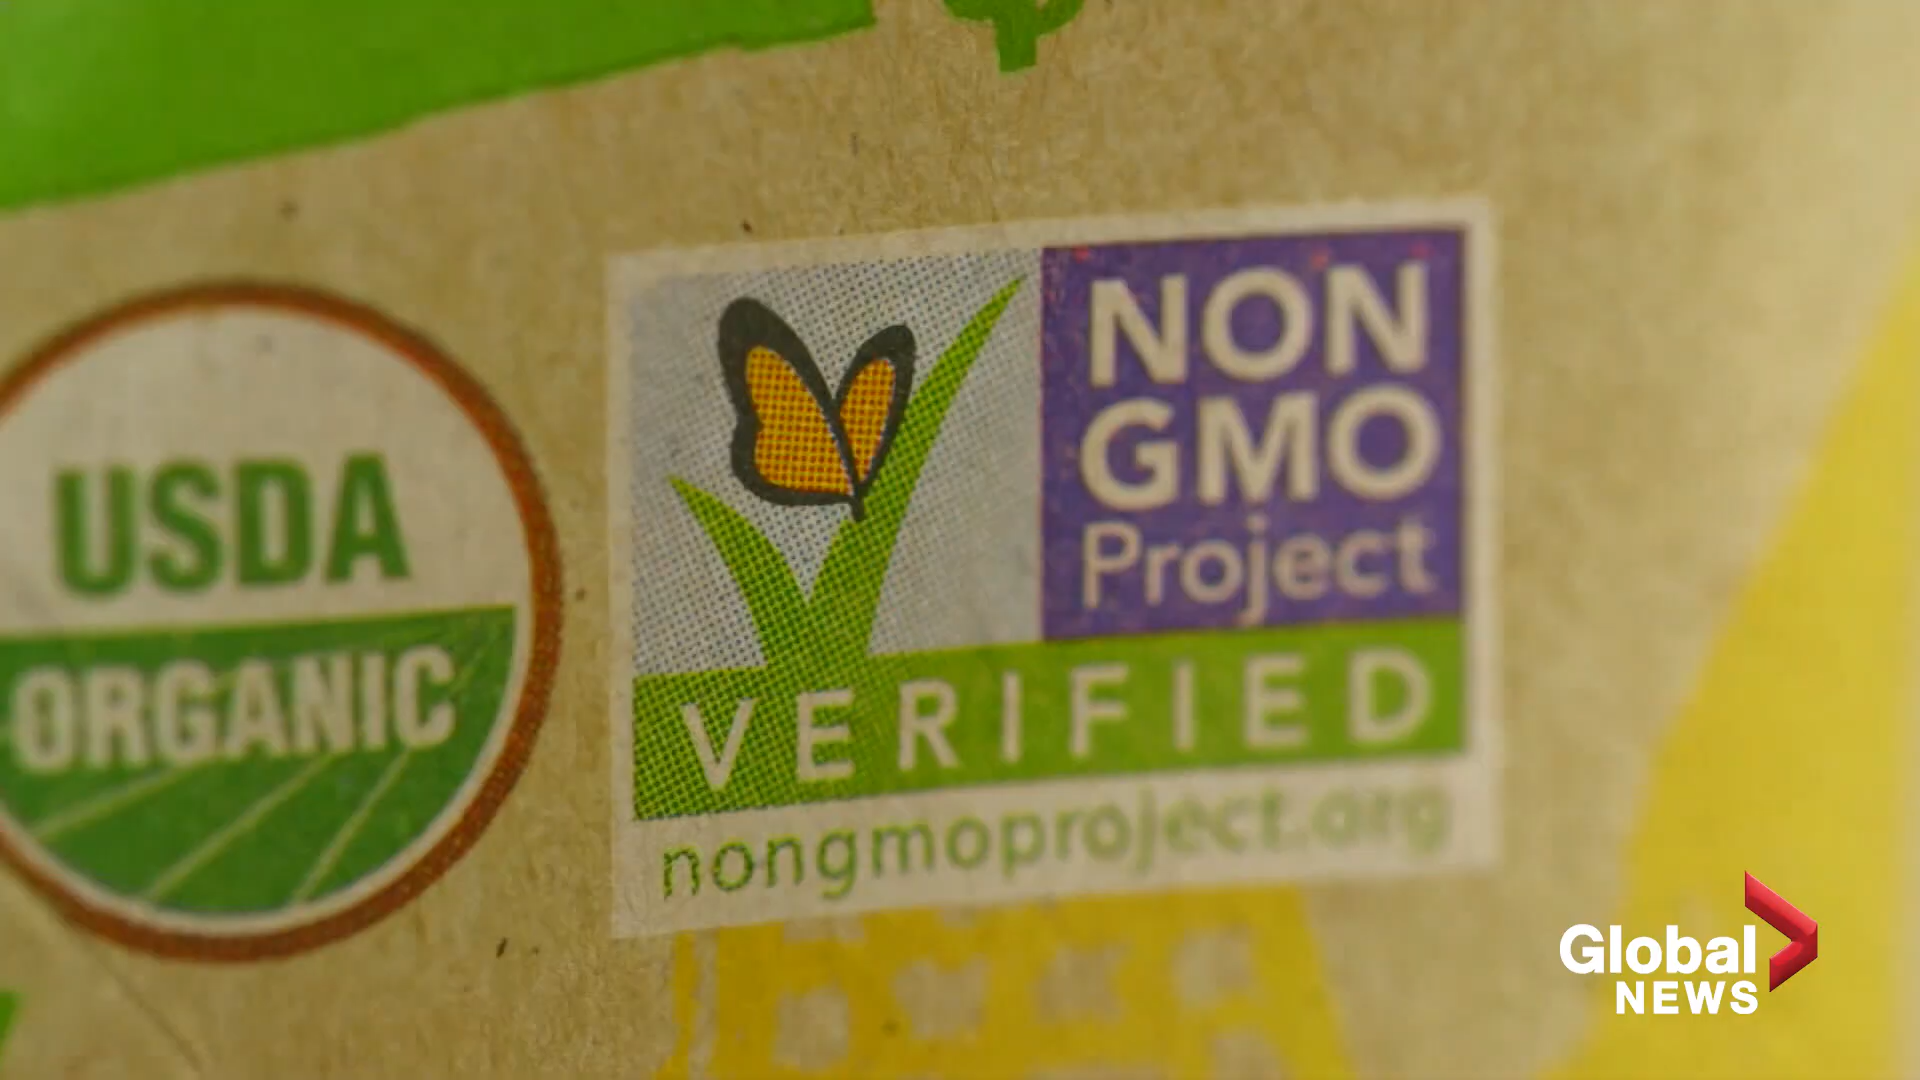 USDA
ORGANIC
NON
GMO
Project
VERIFIED
nongmoproject.org
Global
NEWS